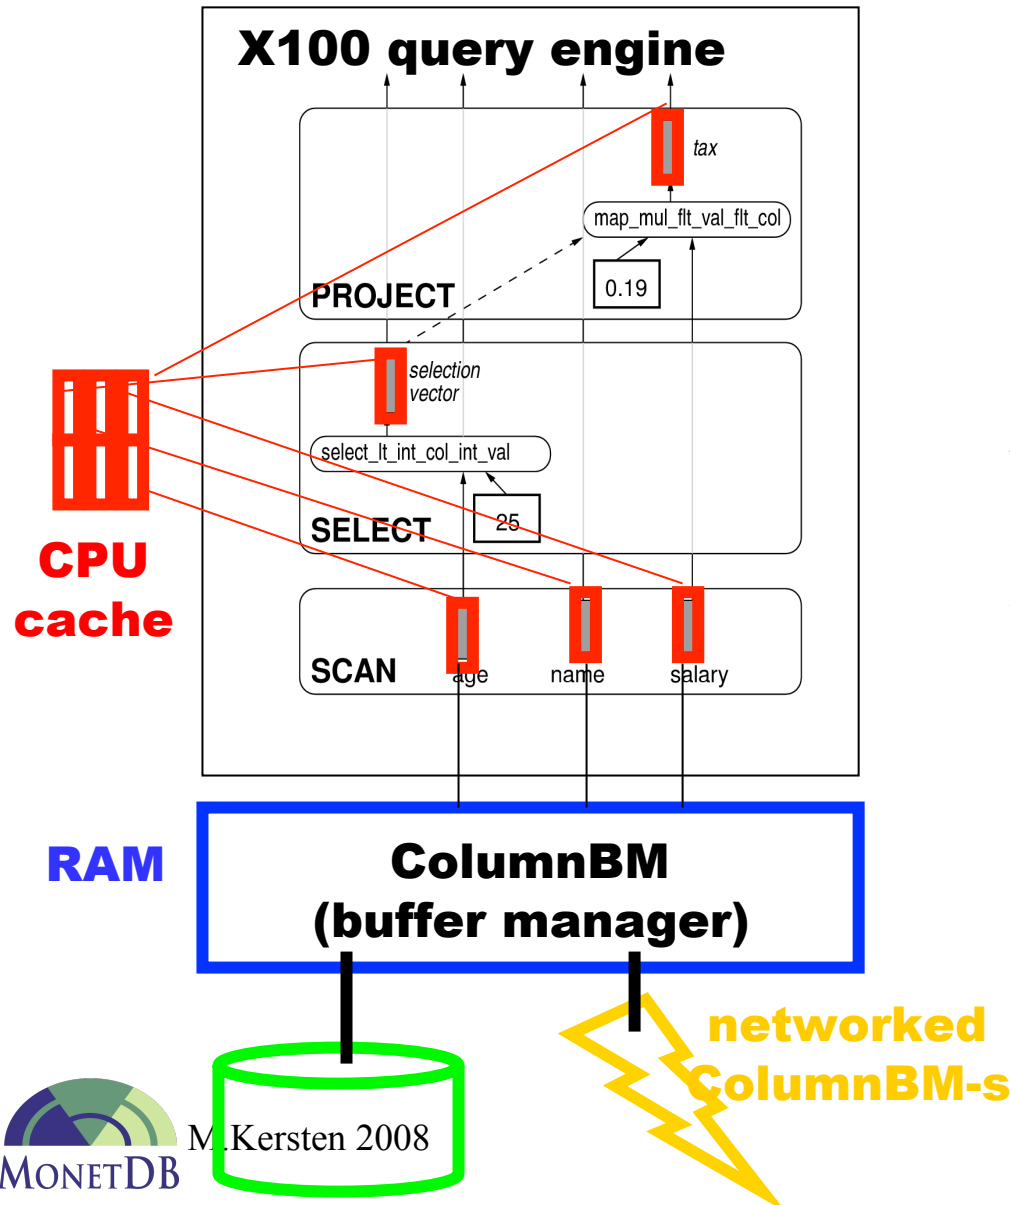 X100 query engine
tax
map_mul_flt_val_flt_col
0.19
PROJECT
selection
vector
select_lt_int_col_int_val
25
SELECT
CPU
cache
SCAN
age
name
salary
RAM
ColumnBM
(buffer manager)
networked
ColumnBM-s
M.Kersten 2008
MONETDB